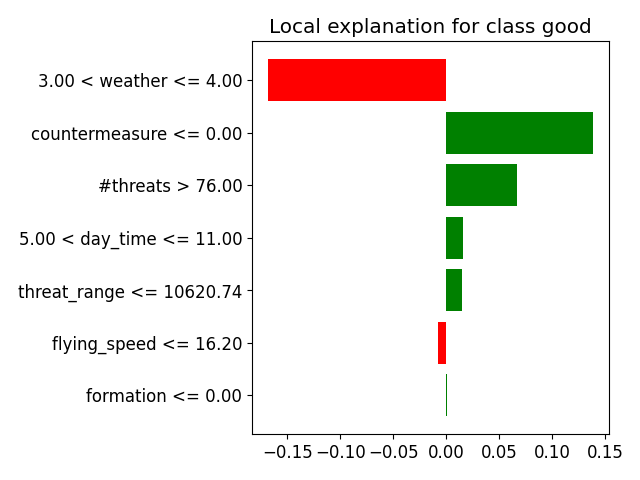 Local explanation for class good
3.00 < weather <= 4.00
countermeasure <= 0.00
#threats > 76.00
5.00 < day_time <= 11.00
threat_range <= 10620.74
flying_speed <= 16.20
formation <= 0.00
−0.15 −0.10 −0.05 0.00 0.05 0.10 0.15